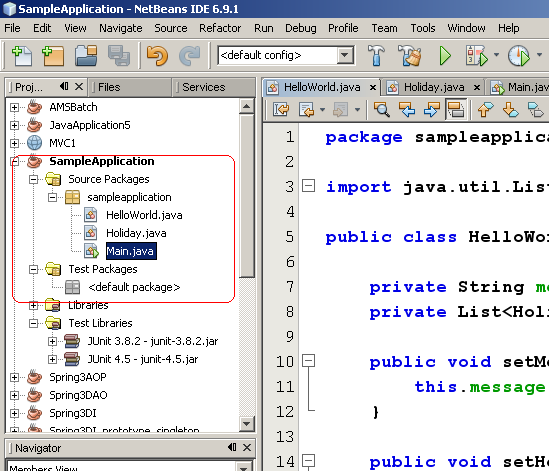 SampleApplication - NetBeans IDE 6.9.1
File Edit View Navigate Source Refactor Run Debug Profile Team Tools Window Help
<default config>
Proj... Files Services
HelloWorld.java Holiday.java Main.java
AMSBatch
JavaApplication5
MVC1
SampleApplication
Source Packages
sampleapplication
HelloWorld.java
Holiday.java
Main.java
Test Packages
<default package>
Libraries
Test Libraries
JUnit 3.8.2 - junit-3.8.2.jar
JUnit 4.5 - junit-4.5.jar
Spring3AOP
Spring3DAO
Spring3DI
Spring3DI_prototype_singleton
Navigator
Members View
1 package sampleapplica
2
3 import java.util.List
4
5 public class HelloWo
6
7 private String me
8 private List<Holi
9
10 public void setMe
11 this.message
12 }
13
14 public void setHo